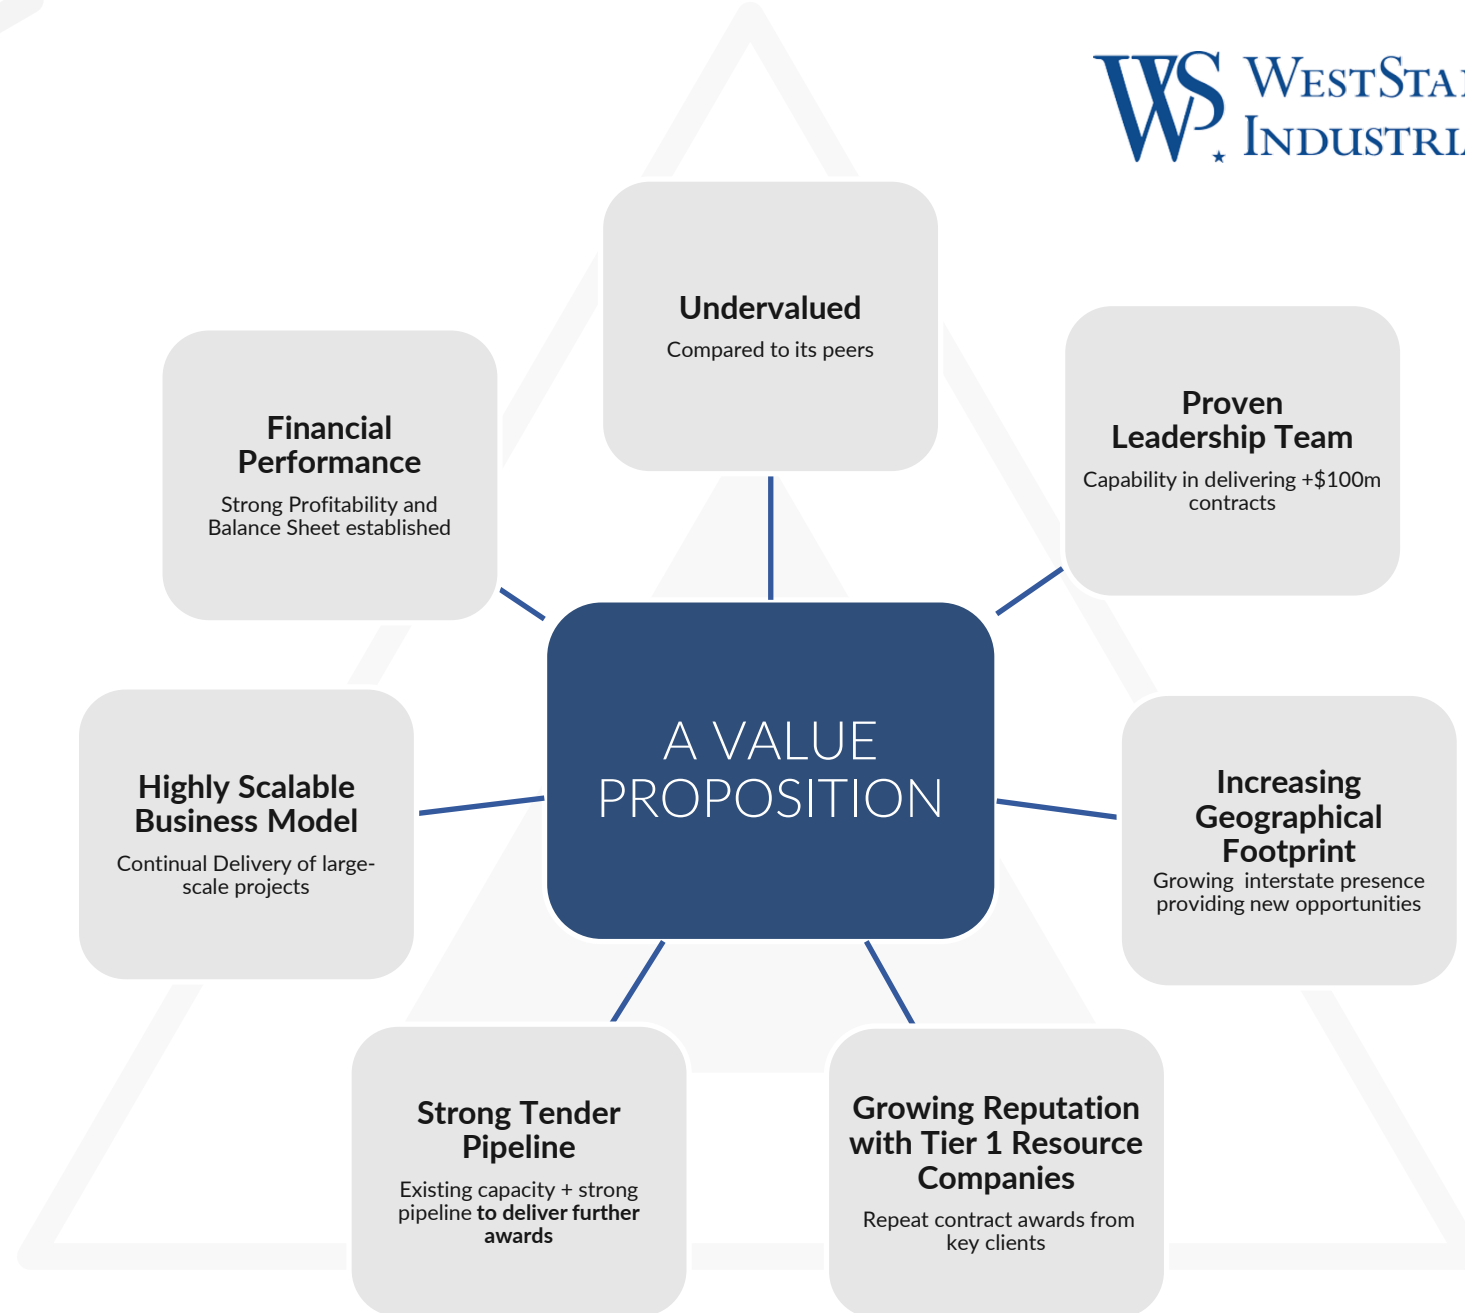 WESTSTAR
INDUSTRIAL
Undervalued
Compared to its peers
Proven
Leadership Team
Capability in delivering +$100m
contracts
Financial
Performance
Strong Profitability and
Balance Sheet established
A VALUE
PROPOSITION
Highly Scalable
Business Model
Continual Delivery of large-
scale projects
Increasing
Geographical
Footprint
Growing  interstate presence
providing new opportunities
Strong Tender
Pipeline
Existing capacity + strong
pipeline to deliver further
awards
Growing Reputation
with Tier 1 Resource
Companies
Repeat contract awards from
key clients